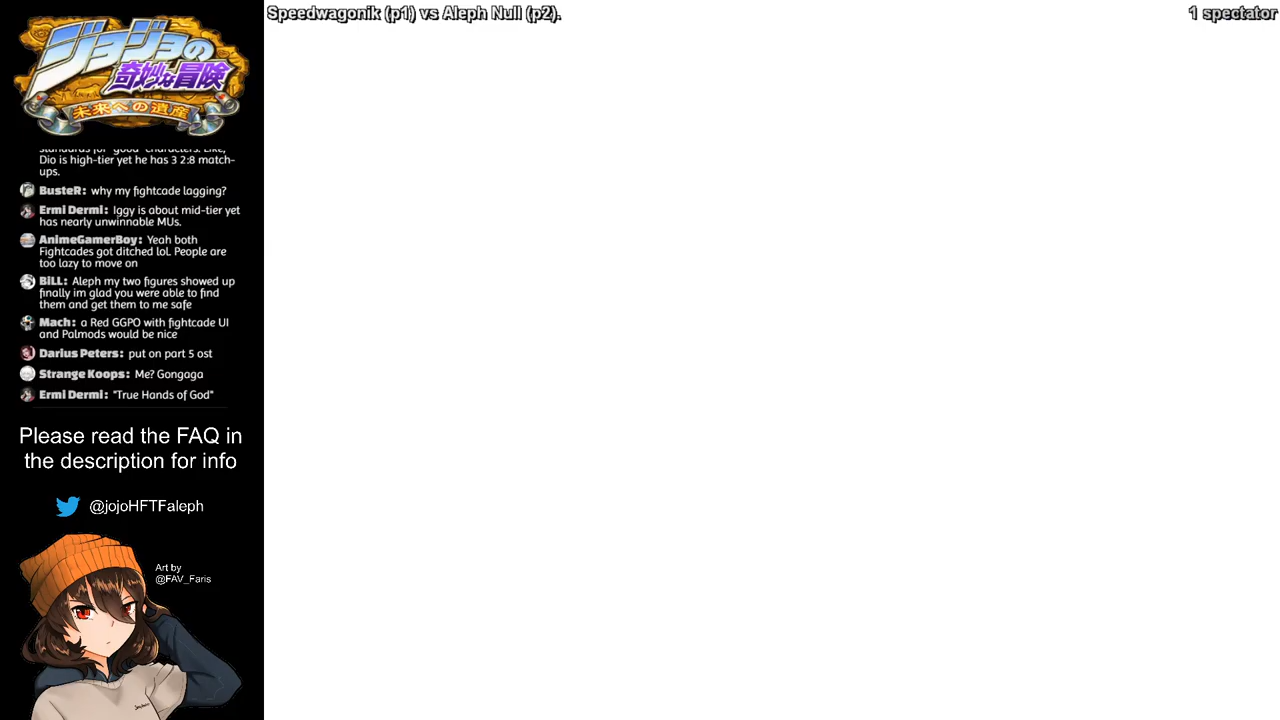 Speedwagonik (p1) vs Aleph Null (p2).
1 spectator
ジョジョの
奇妙な冒険
未来への遺産
standards for "good" characters. Like,
Dio is high-tier yet he has 3 2:8 match-
ups.
BusteR: why my fightcade lagging?
Ermi Dermi: Iggy is about mid-tier yet
has nearly unwinnable MUs.
AnimeGamerBoy: Yeah both
Fightcades got ditched lol. People are
too lazy to move on
BiLL: Aleph my two figures showed up
finally im glad you were able to find
them and get them to me safe
Mach: a Red GGPO with fightcade UI
and Palmods would be nice
Darius Peters: put on part 5 ost
Strange Koops: Me? Gongaga
Ermi Dermi: "True Hands of God"
Please read the FAQ in
the description for info
@jojoHFTFaleph
Art by
@FAV_Faris